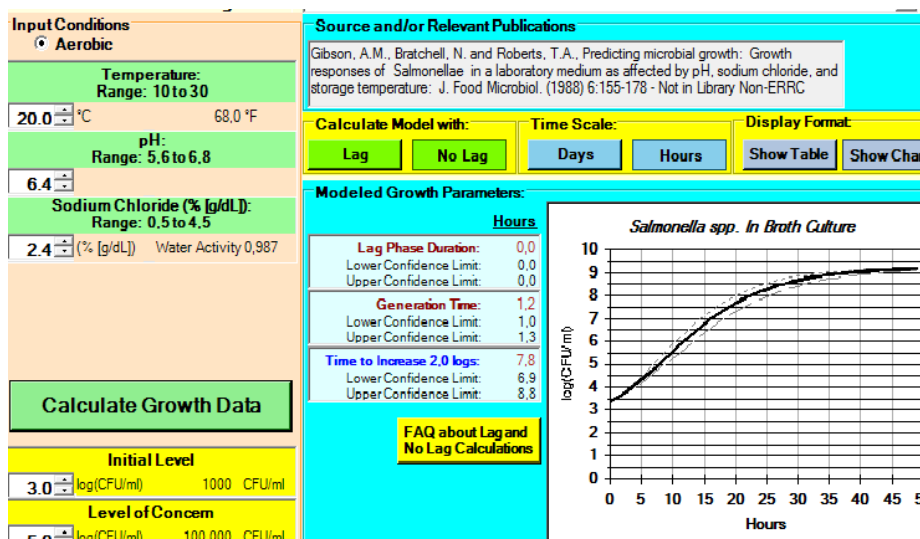 Input Conditions
Aerobic
Temperature:
Range: 10 to 30
20.0 °C 68,0 °F
pH:
Range: 5,6 to 6,8
6.4
Sodium Chloride (% [g/dL]):
Range: 0,5 to 4,5
2.4 (% [g/dL]) Water Activity 0,987
Calculate Growth Data
Initial Level
3.0 log(CFU/ml) 1000 CFU/ml
Level of Concern
log(CFU/ml) 100.000 CFU/ml
Source and/or Relevant Publications
Gibson, A.M., Bratchell, N. and Roberts, T.A., Predicting microbial growth: Growth
responses of Salmonellae in a laboratory medium as affected by pH, sodium chloride, and
storage temperature: J. Food Microbiol. (1988) 6:155-178 - Not in Library Non-ERRC
Calculate Model with:
Lag No Lag
Time Scale:
Days Hours
Display Format:
Show Table Show Char
Modeled Growth Parameters:
Hours
Lag Phase Duration: 0,0
Lower Confidence Limit: 0,0
Upper Confidence Limit: 0,0
Generation Time: 1,2
Lower Confidence Limit: 1,0
Upper Confidence Limit: 1,3
Time to Increase 2,0 logs: 7,8
Lower Confidence Limit: 6,9
Upper Confidence Limit: 8,8
FAQ about Lag and
No Lag Calculations
Salmonella spp. In Broth Culture
log(CFU/ml)
10
9
8
7
6
5
4
3
2
1
0
0 5 10 15 20 25 30 35 40 45 5
Hours